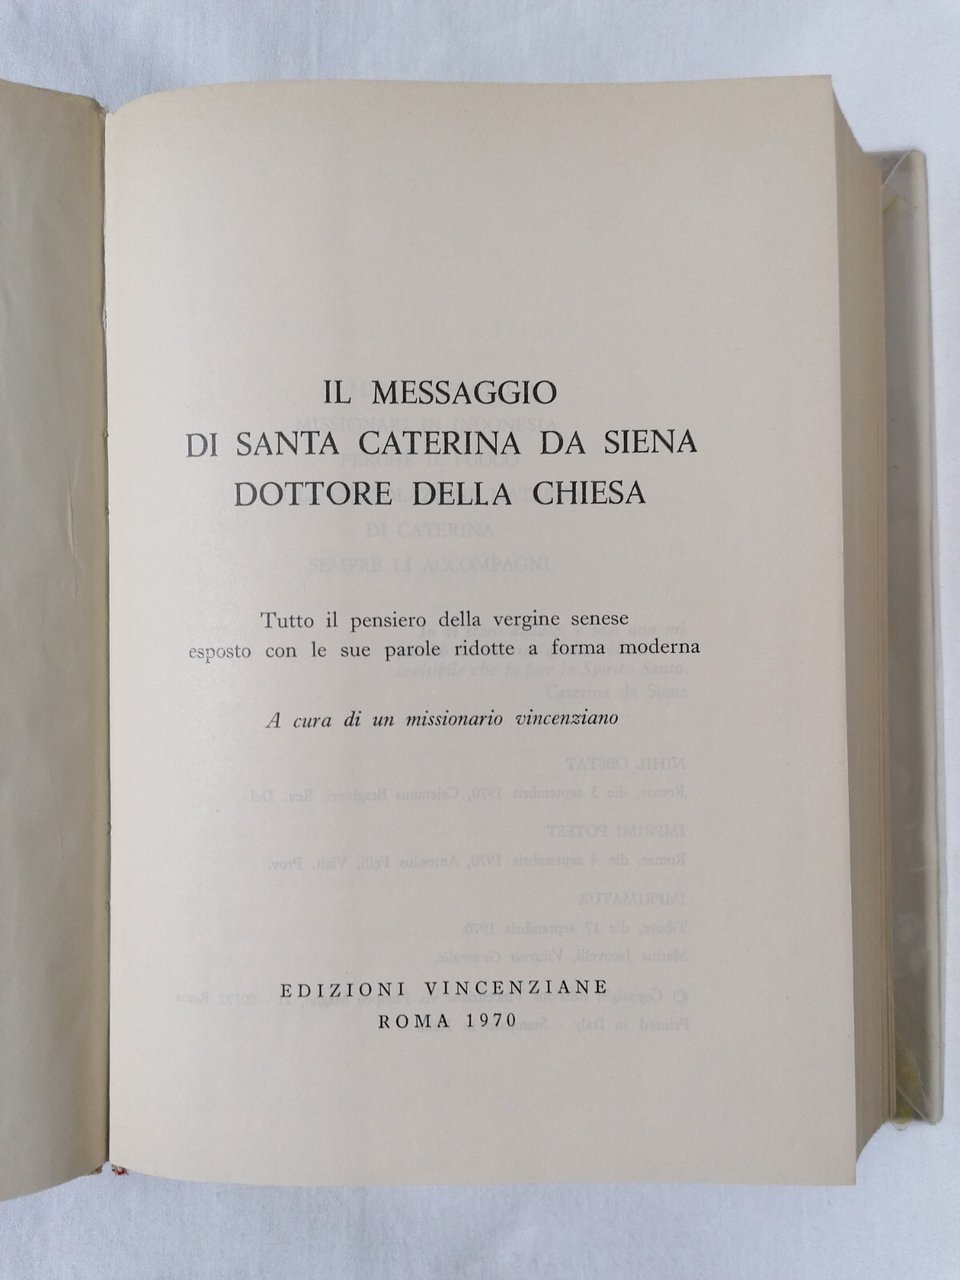 IL MESSAGGIO
DI SANTA CATERINA DA SIENA
DOTTORE DELLA CHIESA
Tutto il pensiero della vergine senese
esposto con le sue parole ridotte a forma moderna
A cura di un missionario vincenziano
EDIZIONI VINCENZIANE
ROMA 1970